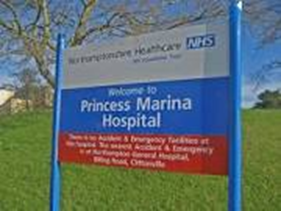 Northamptonshire Healthcare NHS
NHS Foundation Trust
Welcome to
Princess Marina
Hospital
There is no Accident & Emergency facilities at
this hospital. The nearest Accident & Emergency
is at Northampton General Hospital,
Billing Road, Cliftonville